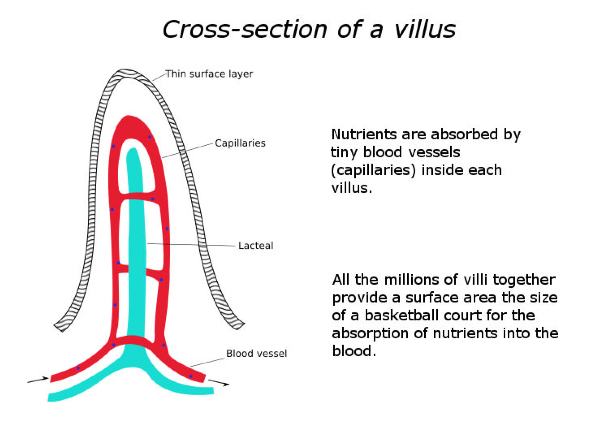 Cross-section of a villus
Thin surface layer
Capillaries
Lacteal
Blood vessel
Nutrients are absorbed by
tiny blood vessels
(capillaries) inside each
villus.
All the millions of villi together
provide a surface area the size
of a basketball court for the
absorption of nutrients into the
blood.